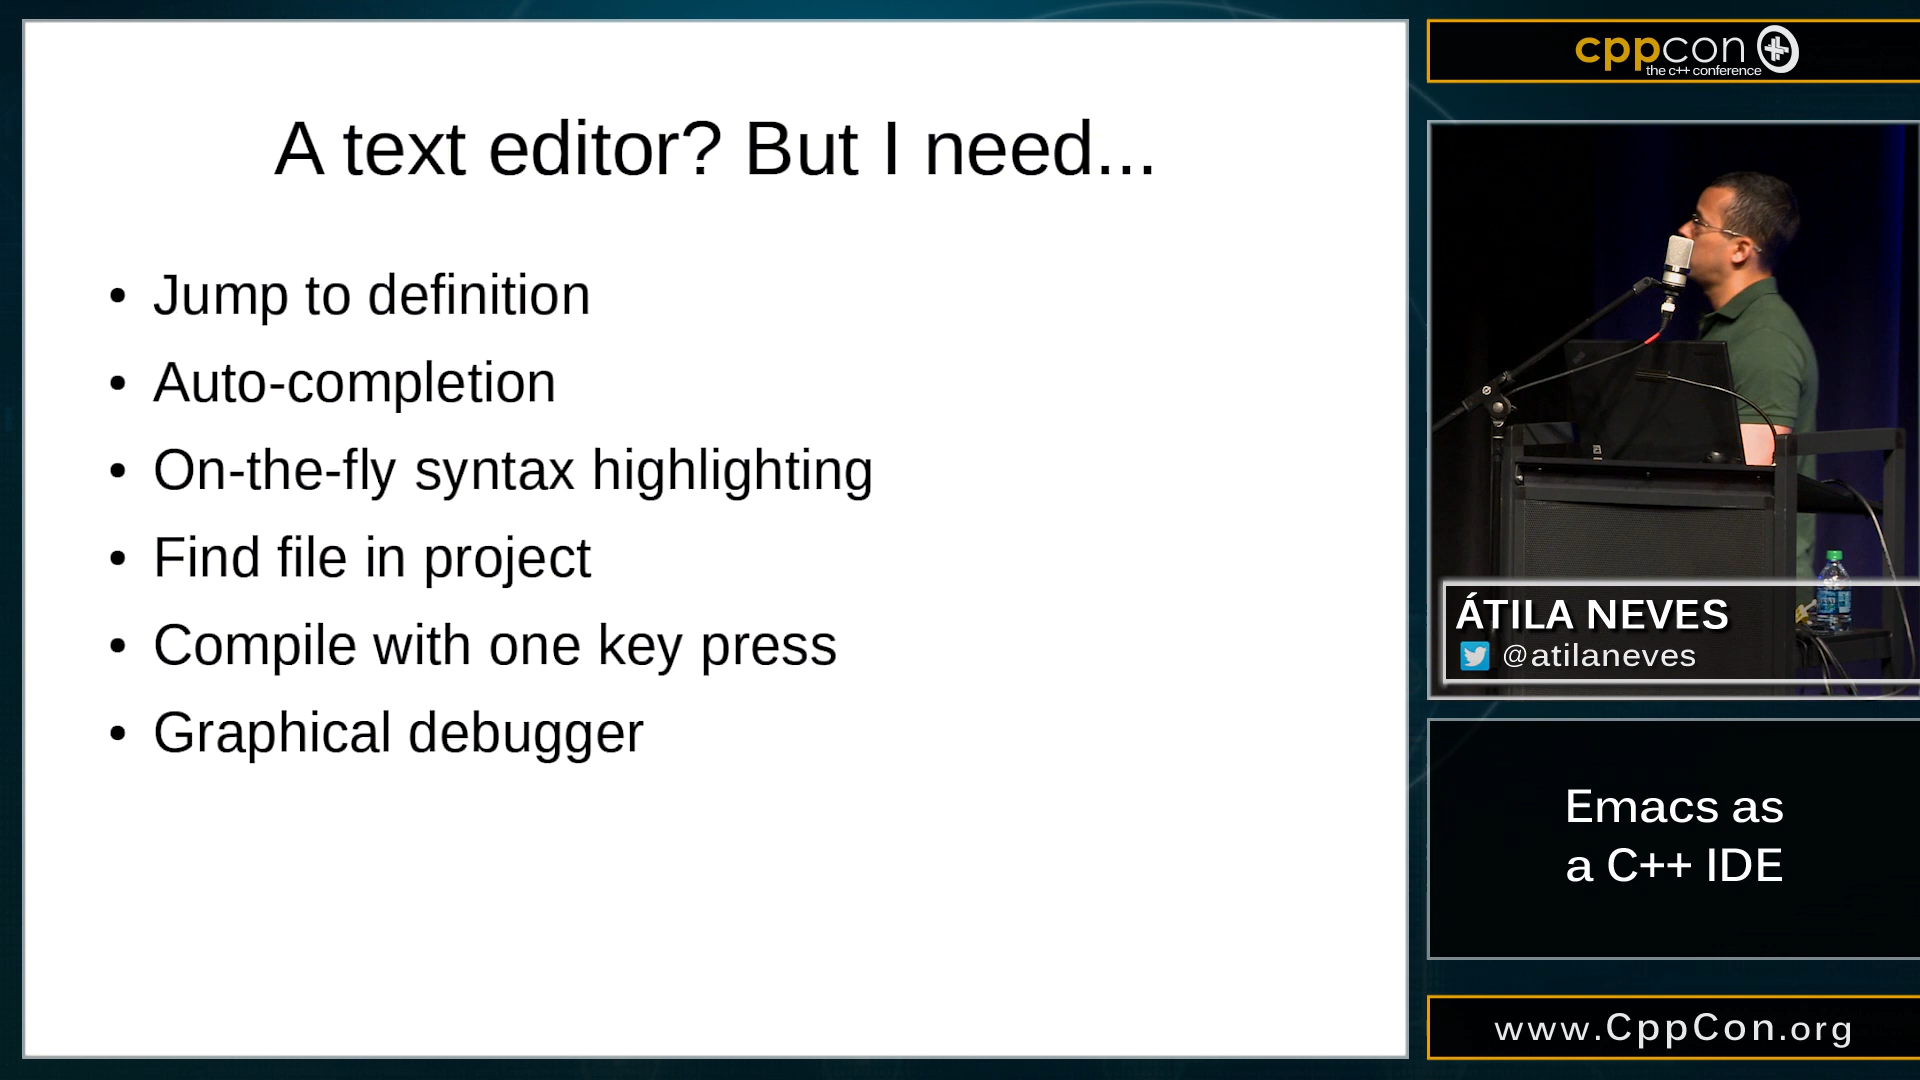 A text editor? But I need...
• Jump to definition
• Auto-completion
• On-the-fly syntax highlighting
• Find file in project
• Compile with one key press
• Graphical debugger
cppcon
the c++ conference
ÁTILA NEVES
@atilaneves
Emacs as
a C++ IDE
www.CppCon.org